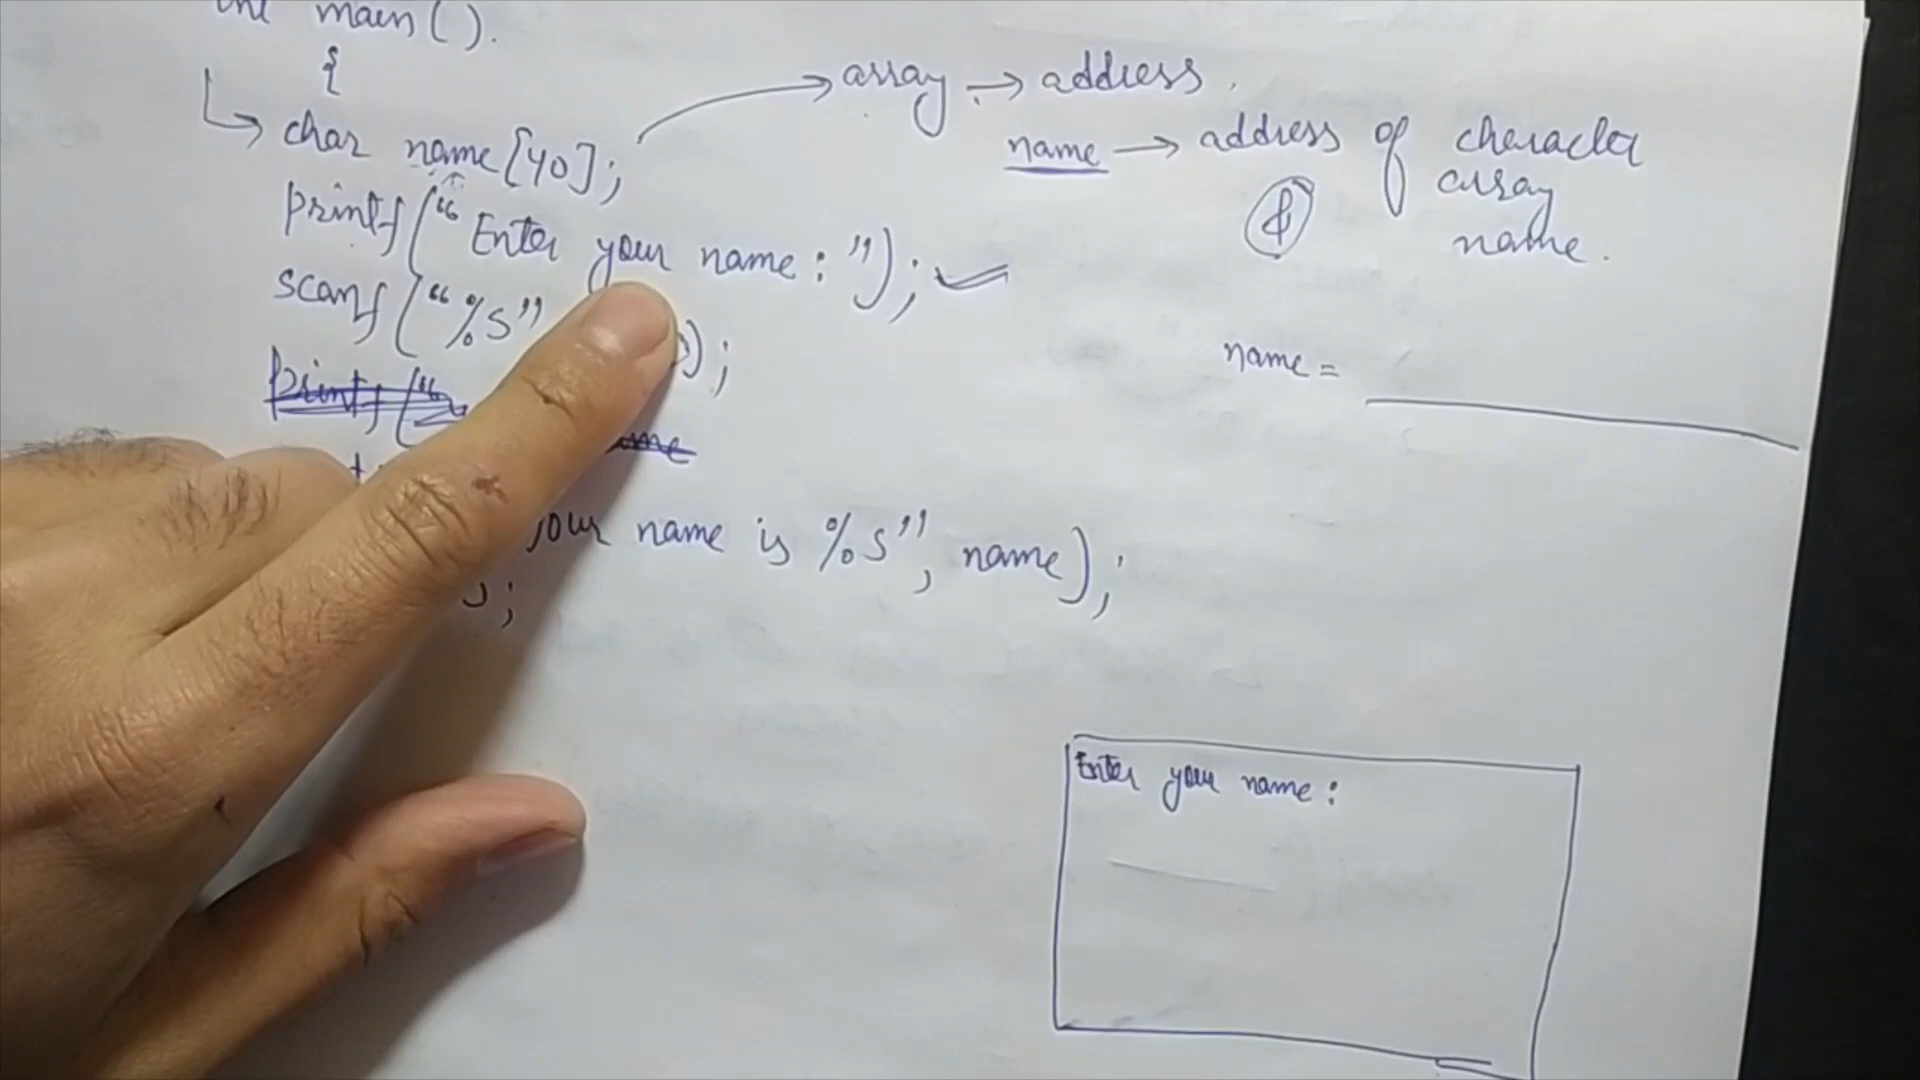 int main().
{
char name[40];
printf("Enter your name: ");
scanf("%s" );
printf("
your name is %s", name);
;
array → address.
name → address of character
array
&
name.
name =
Enter your name: